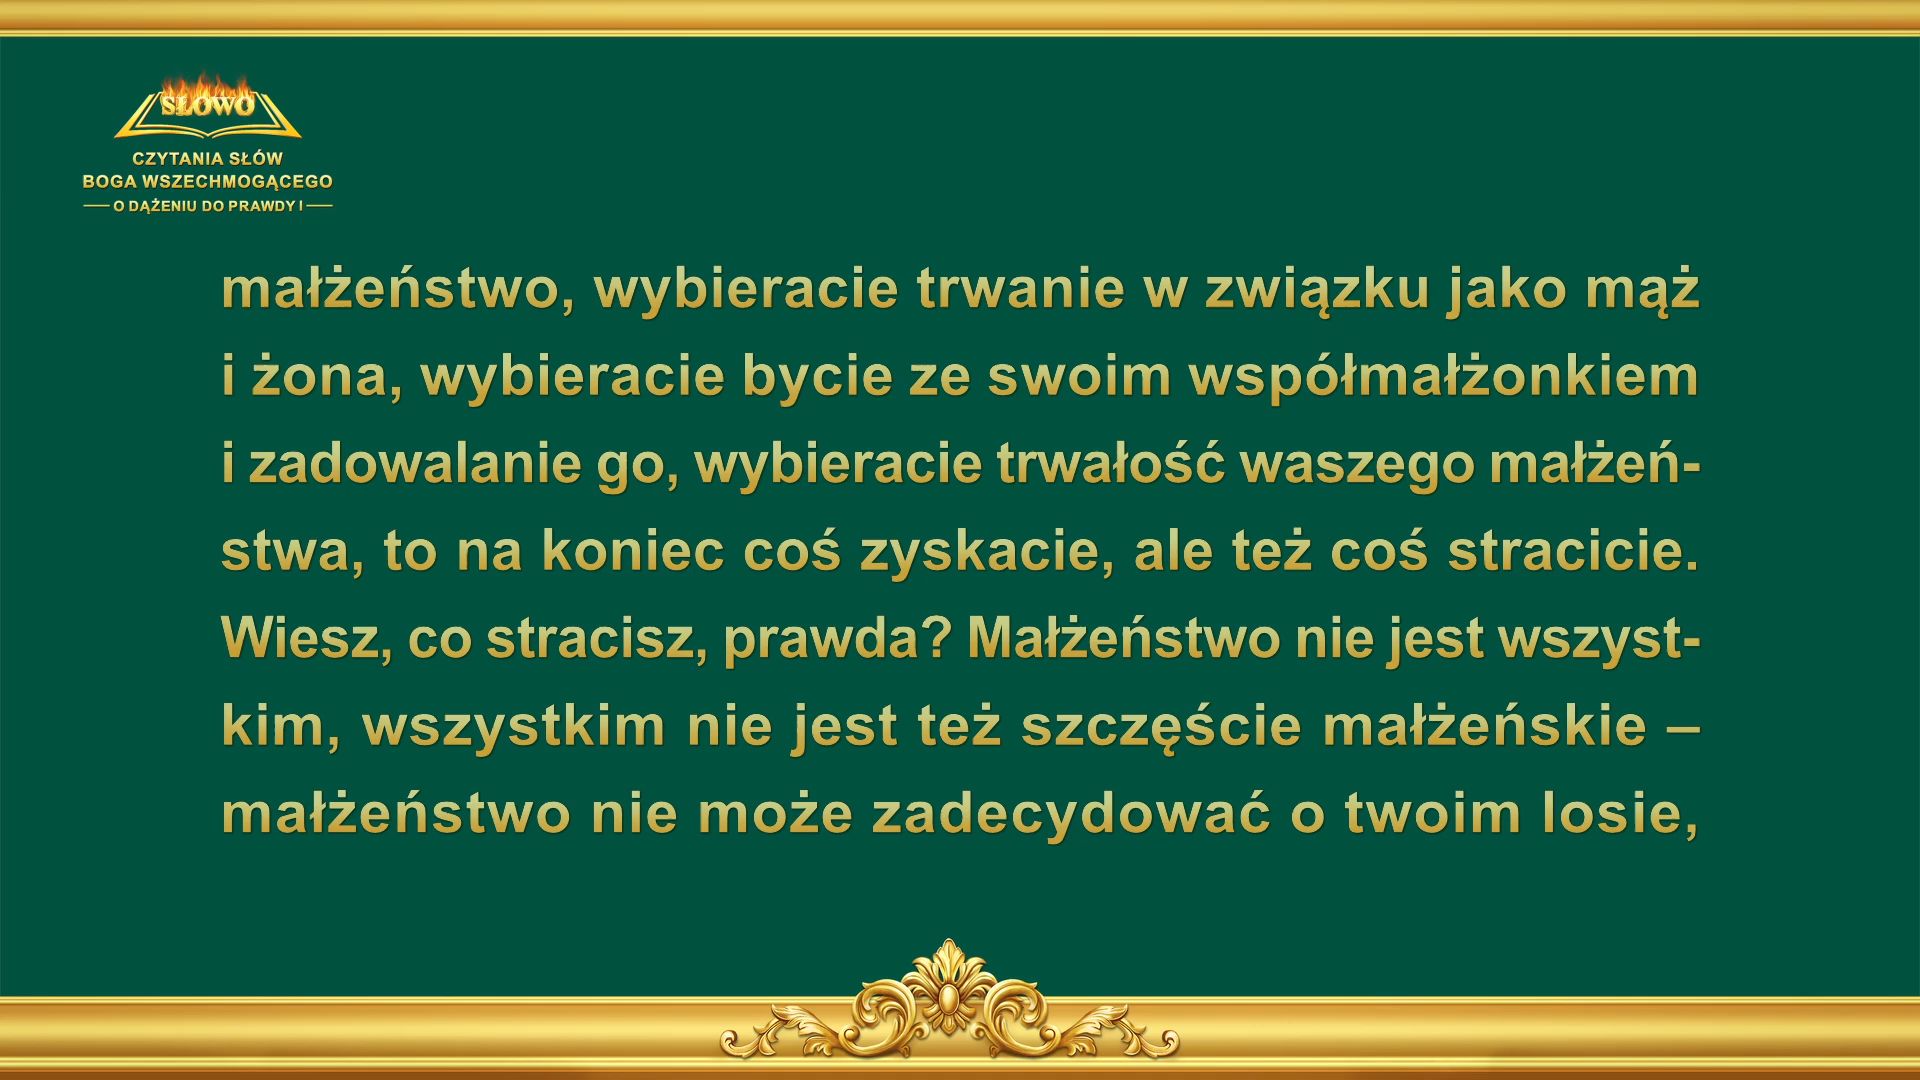 SŁOWO
CZYTANIA SŁÓW
BOGA WSZECHMOGĄCEGO
O DĄŻENIU DO PRAWDY I
małżeństwo, wybieracie trwanie w związku jako mąż
i żona, wybieracie bycie ze swoim współmałżonkiem
i zadowalanie go, wybieracie trwałość waszego małżeń-
stwa, to na koniec coś zyskacie, ale też coś stracicie.
Wiesz, co stracisz, prawda? Małżeństwo nie jest wszyst-
kim, wszystkim nie jest też szczęście małżeńskie –
małżeństwo nie może zadecydować o twoim losie,